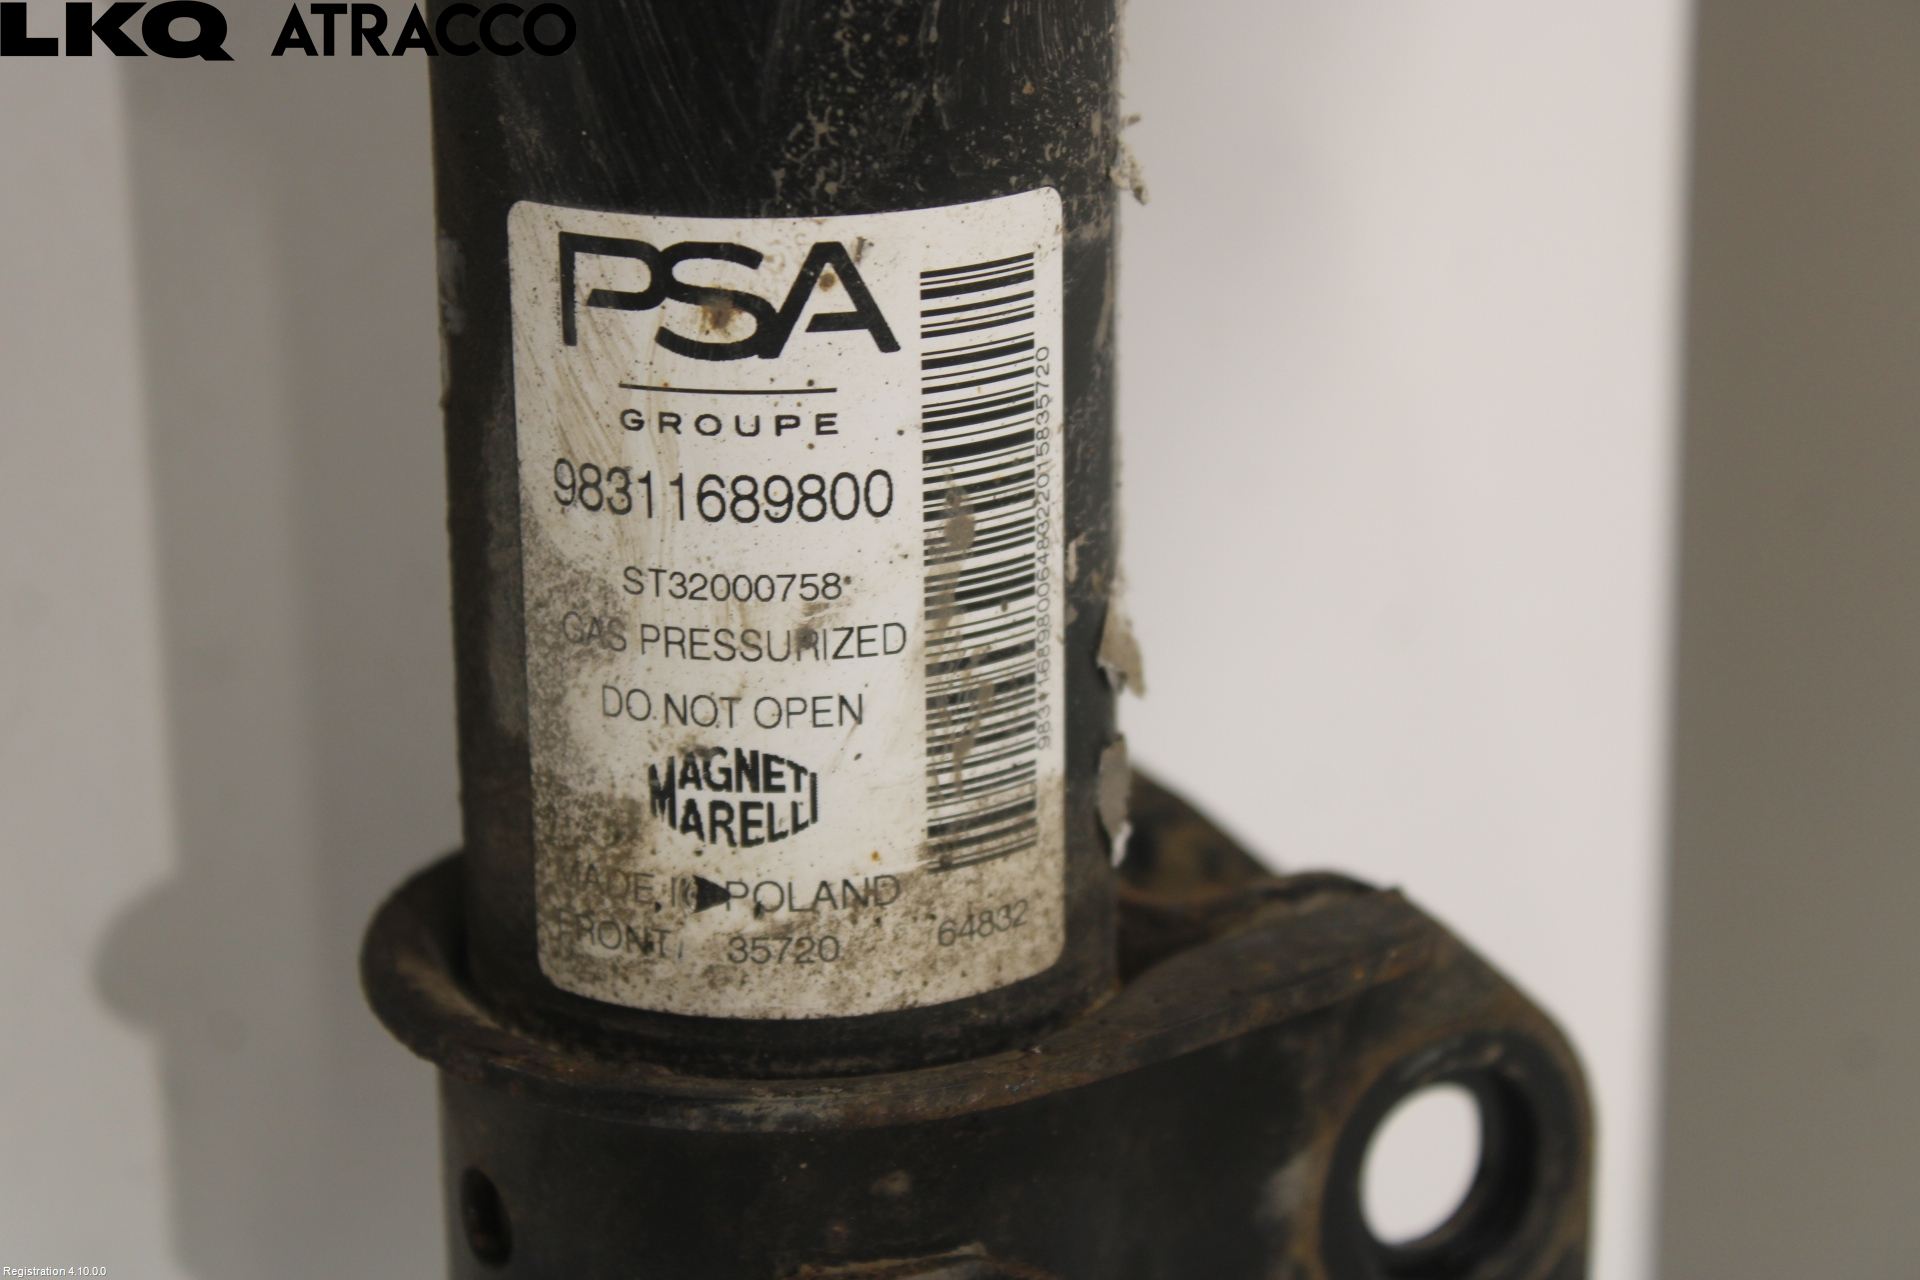 LKQ ATRACCO
PSA
GROUPE
98311689800
ST32000758
GAS PRESSURIZED
DO NOT OPEN
MAGNETI
MARELLI
MADE IN POLAND
FRONT 35720 64832
Registration 4.10.0.0